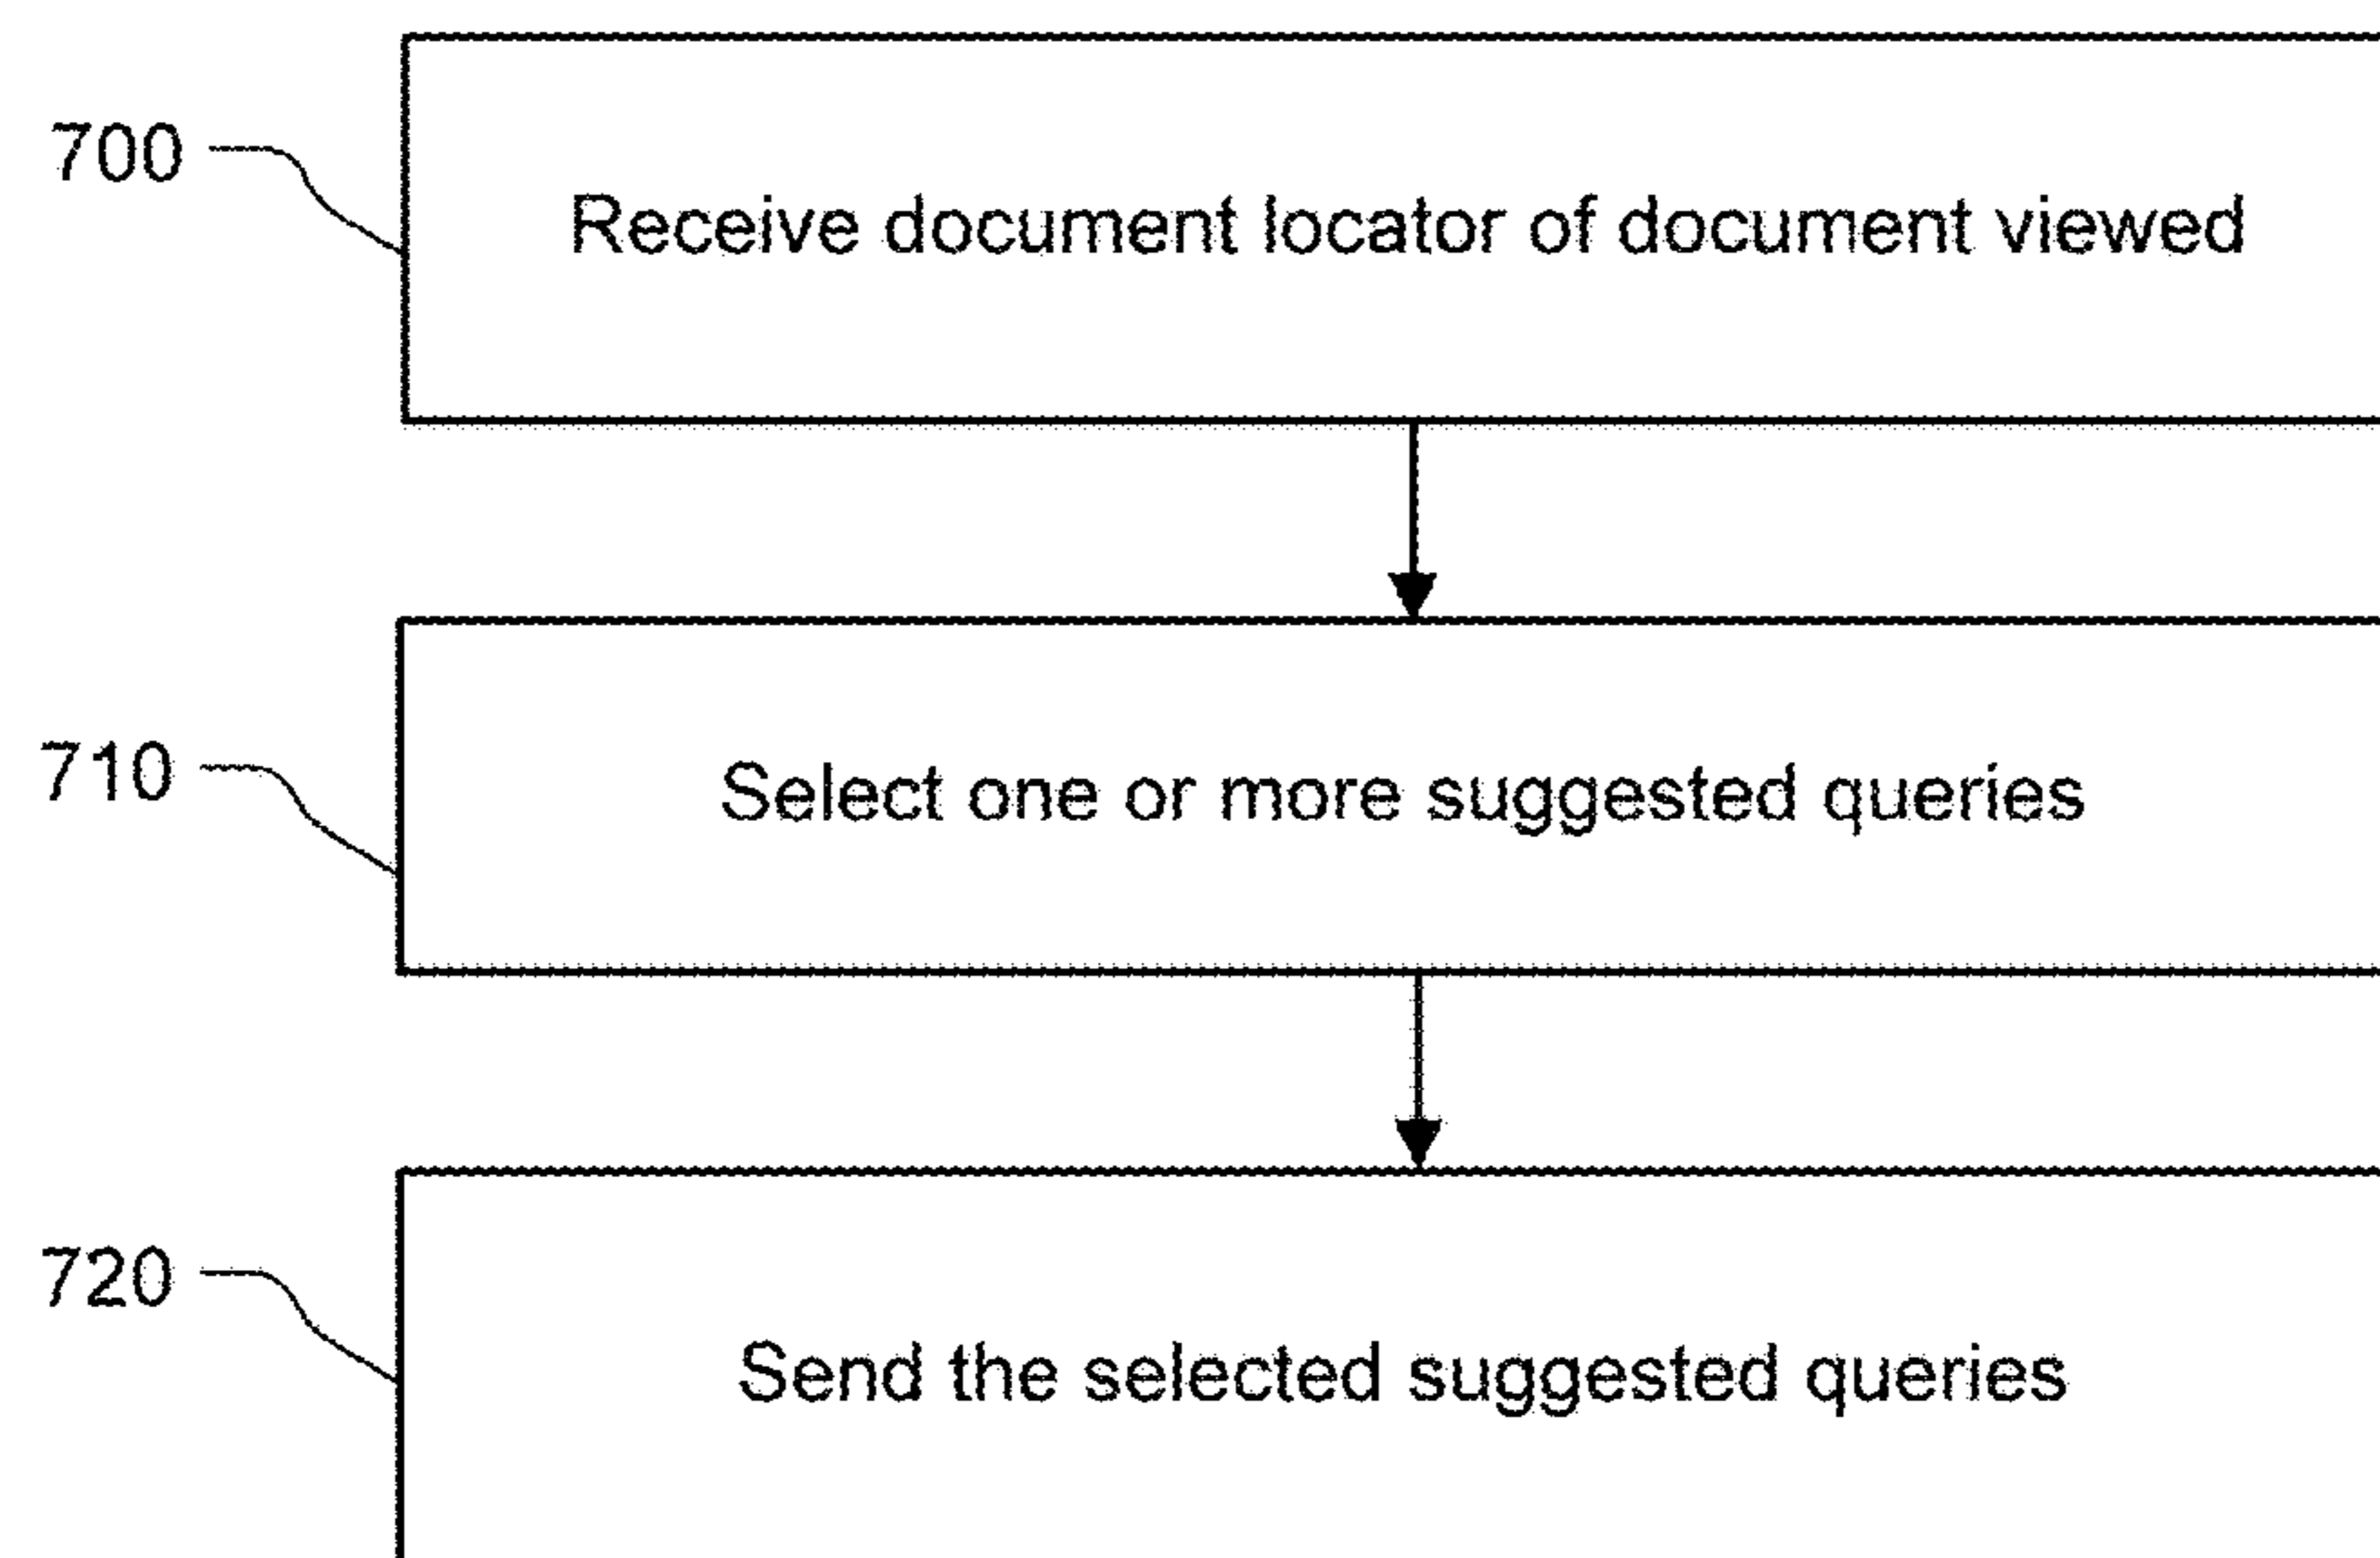 700
Receive document locator of document viewed
710
Select one or more suggested queries
720
Send the selected suggested queries